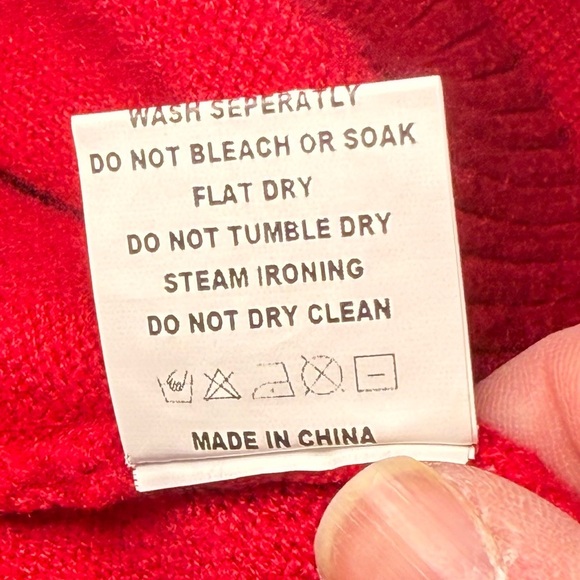 WASH SEPERATLY
DO NOT BLEACH OR SOAK
FLAT DRY
DO NOT TUMBLE DRY
STEAM IRONING
DO NOT DRY CLEAN
MADE IN CHINA